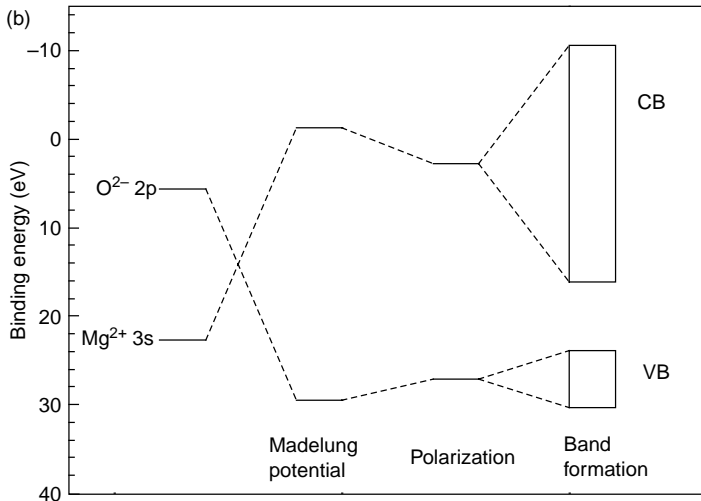 (b)
–10
0
10
20
30
40
Binding energy (eV)
O²⁻ 2p
Mg²⁺ 3s
Madelung
potential
Polarization
Band
formation
CB
VB